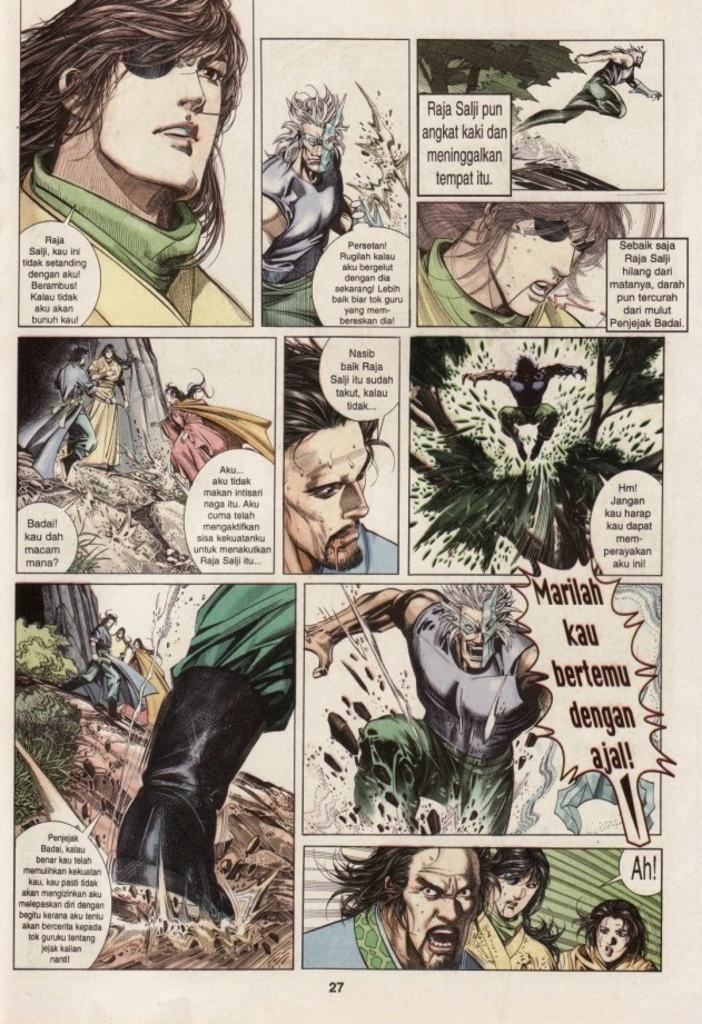 Raja
Salji, kau ini
tidak setanding
dengan aku!
Berambus!
Kalau tidak
aku akan
bunuh kau!
Persetan!
Rugilah kalau
aku bergelut
dengan dia
sekarang! Lebih
baik biar tok guru
yang mem-
bereskan dia!
Raja Salji pun
angkat kaki dan
meninggalkan
tempat itu.
Sebaik saja
Raja Salji
hilang dari
matanya, darah
pun tercurah
dari mulut
Penjejak Badai.
Badai!
kau dah
macam
mana?
Aku...
aku tidak
makan intisari
naga itu. Aku
cuma telah
mengaktifkan
sisa kekuatanku
untuk menakutkan
Raja Salji itu...
Nasib
baik Raja
Salji itu sudah
takut, kalau
tidak...
Hm!
Jangan
kau harap
kau dapat
mem-
perayakan
aku ini!
Penjejak
Badai, kalau
benar kau telah
memulihkan kekuatan
kau, kau pasti tidak
akan mengizinkan aku
melepaskan diri dengan
begitu kerana aku tentu
akan bercerita kepada
tok guruku tentang
jejak kalian
nanti!
Marilah
kau
bertemu
dengan
ajal!
Ah!
27